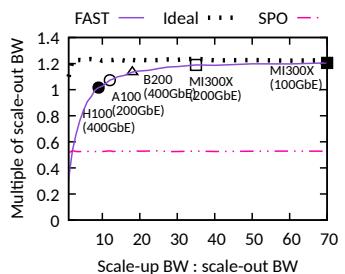 FAST Ideal SPO
Multiple of scale-out BW
1.4
1.2
1
0.8
0.6
0.4
0.2
0
H100
(400GbE)
A100
(200GbE)
B200
(400GbE)
MI300X
(200GbE)
MI300X
(100GbE)
10 20 30 40 50 60 70
Scale-up BW : scale-out BW